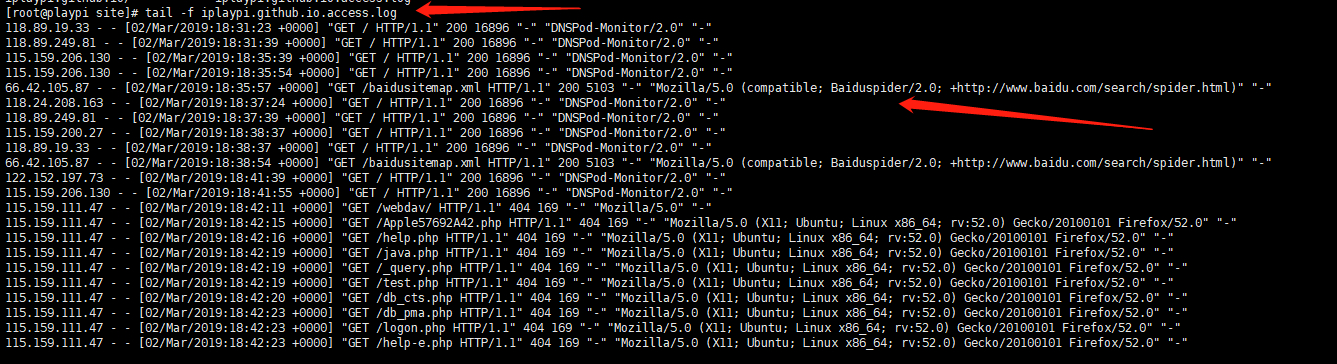 [root@playpi site]# tail -f iplaypi.github.io.access.log
118.89.19.33 - - [02/Mar/2019:18:31:23 +0000] "GET / HTTP/1.1" 200 16896 "-" "DNSPod-Monitor/2.0" "-"
118.89.249.81 - - [02/Mar/2019:18:31:39 +0000] "GET / HTTP/1.1" 200 16896 "-" "DNSPod-Monitor/2.0" "-"
115.159.206.130 - - [02/Mar/2019:18:35:39 +0000] "GET / HTTP/1.1" 200 16896 "-" "DNSPod-Monitor/2.0" "-"
115.159.206.130 - - [02/Mar/2019:18:35:54 +0000] "GET / HTTP/1.1" 200 16896 "-" "DNSPod-Monitor/2.0" "-"
66.42.105.87 - - [02/Mar/2019:18:35:57 +0000] "GET /baidusitemap.xml HTTP/1.1" 200 5103 "-" "Mozilla/5.0 (compatible; Baiduspider/2.0; +http://www.baidu.com/search/spider.html)" "-"
118.24.208.163 - - [02/Mar/2019:18:37:24 +0000] "GET / HTTP/1.1" 200 16896 "-" "DNSPod-Monitor/2.0" "-"
118.89.249.81 - - [02/Mar/2019:18:37:39 +0000] "GET / HTTP/1.1" 200 16896 "-" "DNSPod-Monitor/2.0" "-"
115.159.200.27 - - [02/Mar/2019:18:38:37 +0000] "GET / HTTP/1.1" 200 16896 "-" "DNSPod-Monitor/2.0" "-"
118.89.19.33 - - [02/Mar/2019:18:38:37 +0000] "GET / HTTP/1.1" 200 16896 "-" "DNSPod-Monitor/2.0" "-"
66.42.105.87 - - [02/Mar/2019:18:38:54 +0000] "GET /baidusitemap.xml HTTP/1.1" 200 5103 "-" "Mozilla/5.0 (compatible; Baiduspider/2.0; +http://www.baidu.com/search/spider.html)" "-"
122.152.197.73 - - [02/Mar/2019:18:41:39 +0000] "GET / HTTP/1.1" 200 16896 "-" "DNSPod-Monitor/2.0" "-"
115.159.206.130 - - [02/Mar/2019:18:41:55 +0000] "GET / HTTP/1.1" 200 16896 "-" "DNSPod-Monitor/2.0" "-"
115.159.111.47 - - [02/Mar/2019:18:42:11 +0000] "GET /webdav/ HTTP/1.1" 404 169 "-" "Mozilla/5.0" "-"
115.159.111.47 - - [02/Mar/2019:18:42:15 +0000] "GET /Apple57692A42.php HTTP/1.1" 404 169 "-" "Mozilla/5.0 (X11; Ubuntu; Linux x86_64; rv:52.0) Gecko/20100101 Firefox/52.0" "-"
115.159.111.47 - - [02/Mar/2019:18:42:16 +0000] "GET /help.php HTTP/1.1" 404 169 "-" "Mozilla/5.0 (X11; Ubuntu; Linux x86_64; rv:52.0) Gecko/20100101 Firefox/52.0" "-"
115.159.111.47 - - [02/Mar/2019:18:42:19 +0000] "GET /java.php HTTP/1.1" 404 169 "-" "Mozilla/5.0 (X11; Ubuntu; Linux x86_64; rv:52.0) Gecko/20100101 Firefox/52.0" "-"
115.159.111.47 - - [02/Mar/2019:18:42:19 +0000] "GET /_query.php HTTP/1.1" 404 169 "-" "Mozilla/5.0 (X11; Ubuntu; Linux x86_64; rv:52.0) Gecko/20100101 Firefox/52.0" "-"
115.159.111.47 - - [02/Mar/2019:18:42:19 +0000] "GET /test.php HTTP/1.1" 404 169 "-" "Mozilla/5.0 (X11; Ubuntu; Linux x86_64; rv:52.0) Gecko/20100101 Firefox/52.0" "-"
115.159.111.47 - - [02/Mar/2019:18:42:20 +0000] "GET /db_cts.php HTTP/1.1" 404 169 "-" "Mozilla/5.0 (X11; Ubuntu; Linux x86_64; rv:52.0) Gecko/20100101 Firefox/52.0" "-"
115.159.111.47 - - [02/Mar/2019:18:42:23 +0000] "GET /db_pma.php HTTP/1.1" 404 169 "-" "Mozilla/5.0 (X11; Ubuntu; Linux x86_64; rv:52.0) Gecko/20100101 Firefox/52.0" "-"
115.159.111.47 - - [02/Mar/2019:18:42:23 +0000] "GET /logon.php HTTP/1.1" 404 169 "-" "Mozilla/5.0 (X11; Ubuntu; Linux x86_64; rv:52.0) Gecko/20100101 Firefox/52.0" "-"
115.159.111.47 - - [02/Mar/2019:18:42:23 +0000] "GET /help-e.php HTTP/1.1" 404 169 "-" "Mozilla/5.0 (X11; Ubuntu; Linux x86_64; rv:52.0) Gecko/20100101 Firefox/52.0" "-"